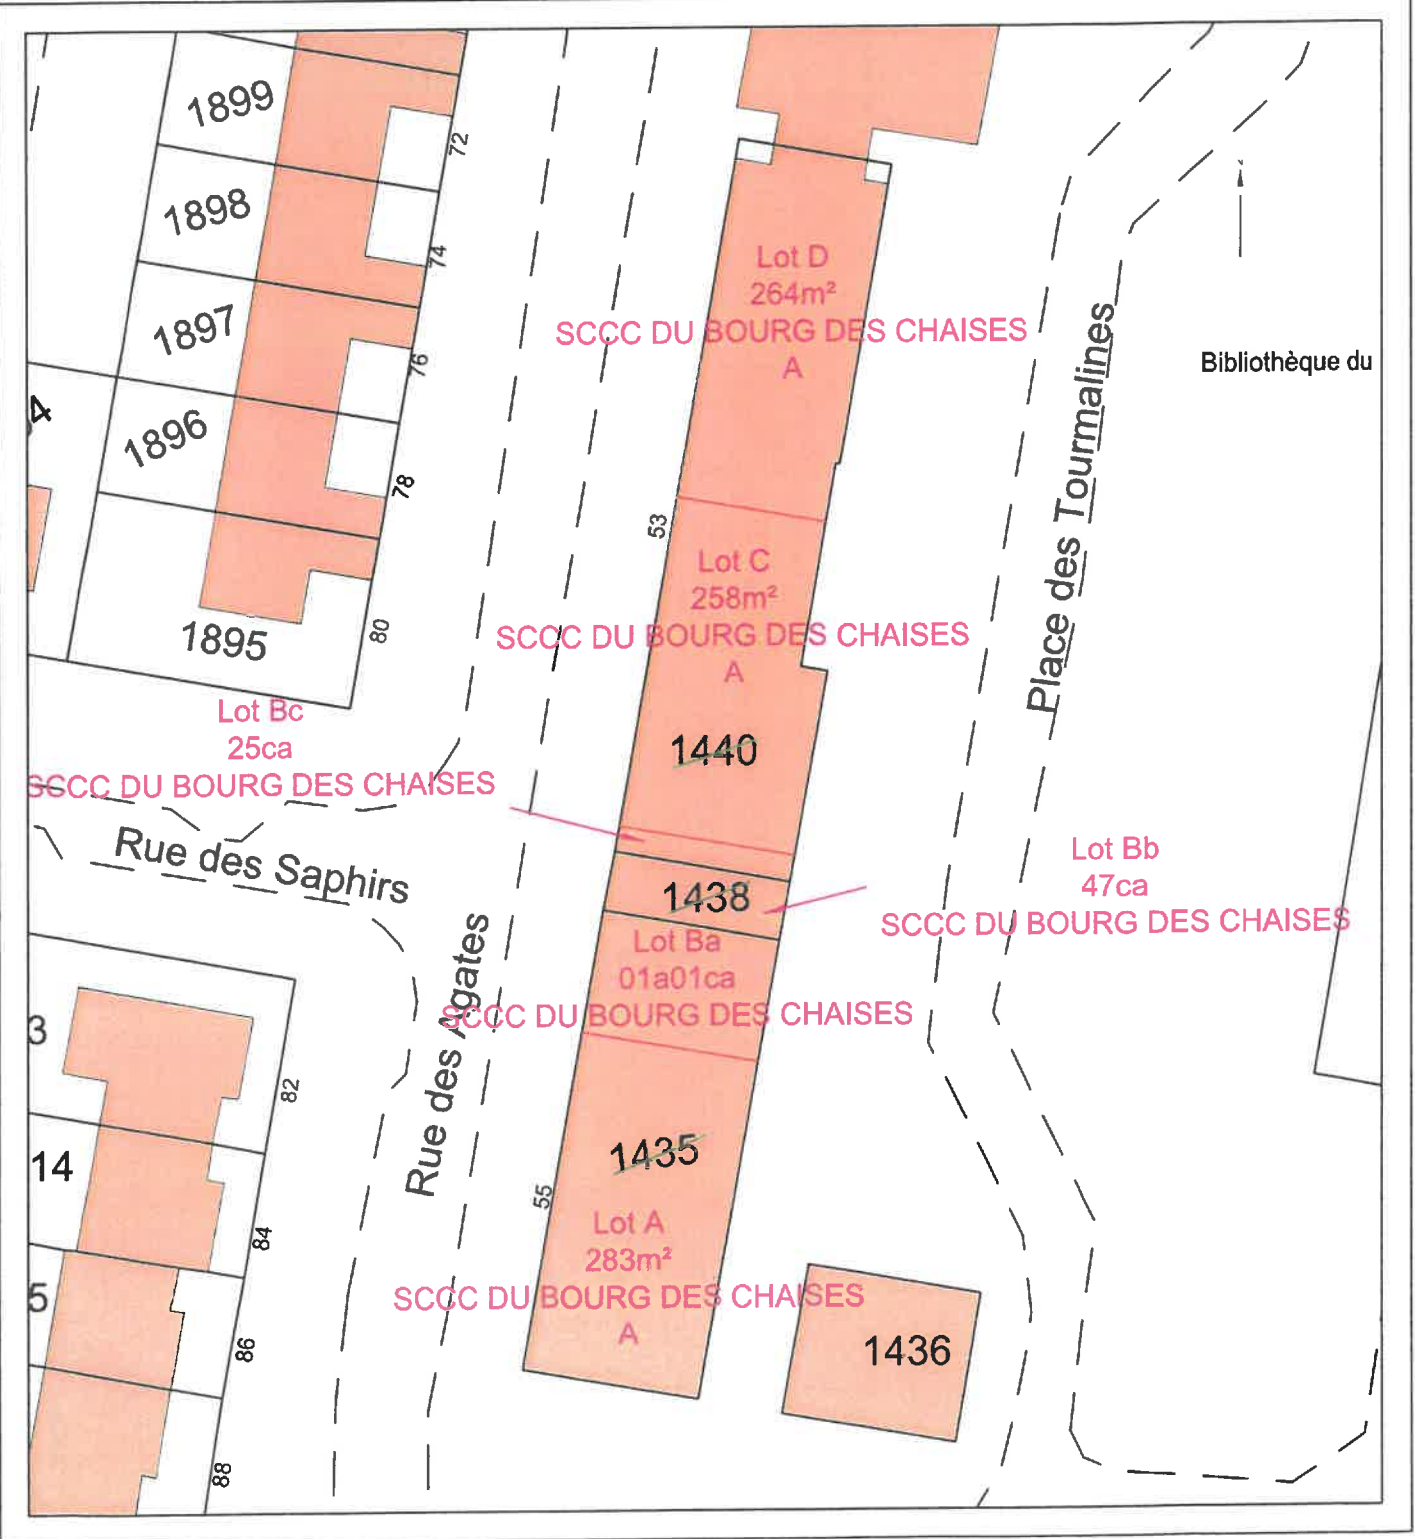 1899
72
1898
74
1897
76
1896
78
1895
80
4
Lot D
264m²
SCCC DU BOURG DES CHAISES
A
Bibliothèque du
Place des Tourmalines
53
Lot C
258m²
SCCC DU BOURG DES CHAISES
A
1440
Lot Bc
25ca
SCCC DU BOURG DES CHAISES
Rue des Saphirs
1438
Lot Bb
47ca
SCCC DU BOURG DES CHAISES
Lot Ba
01a01ca
SCCC DU BOURG DES CHAISES
Rue des Agates
3
82
14
84
5
86
88
1435
55
Lot A
283m²
SCCC DU BOURG DES CHAISES
A
1436